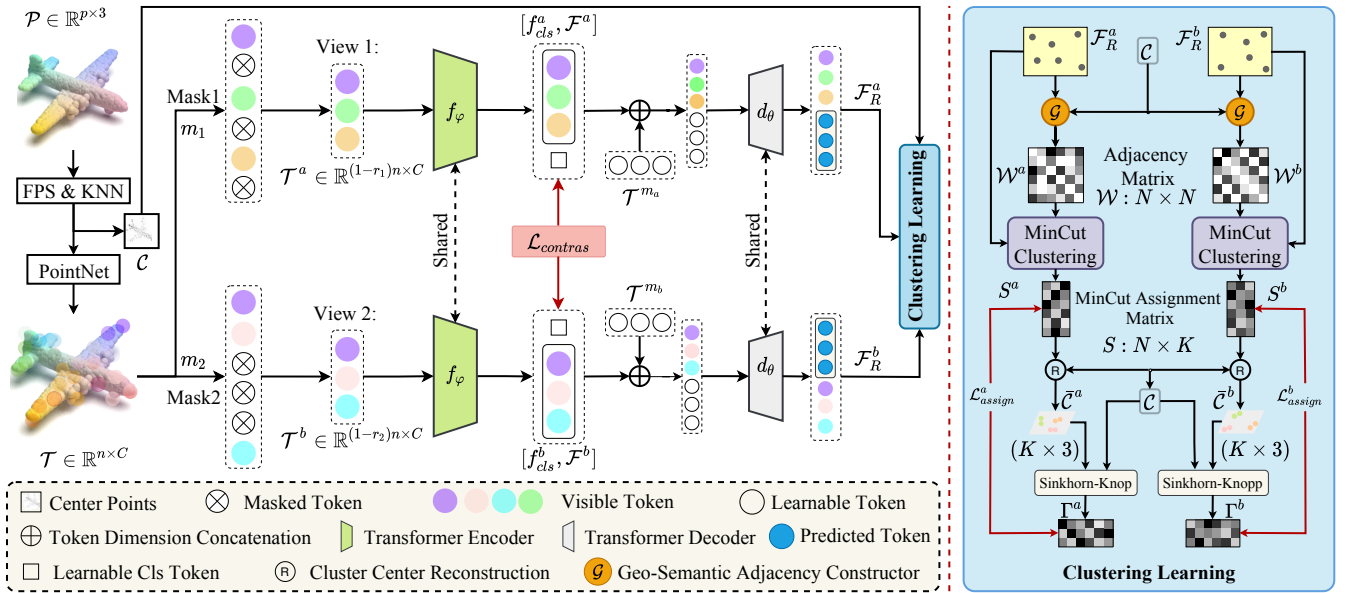 𝒫 ∈ ℝ^{p×3}
FPS & KNN
𝒞
PointNet
𝒯 ∈ ℝ^{n×C}
Mask1
m_1
m_2
Mask2
View 1:
𝒯^a ∈ ℝ^{(1−r_1)n×C}
View 2:
𝒯^b ∈ ℝ^{(1−r_2)n×C}
f_φ
Shared
f_φ
[f^a_{cls}, ℱ^a]
ℒ_{contras}
[f^b_{cls}, ℱ^b]
𝒯^{m_a}
𝒯^{m_b}
d_θ
Shared
d_θ
ℱ^a_R
ℱ^b_R
Clustering Learning
ℱ^a_R
𝒞
ℱ^b_R
𝒢
𝒢
𝒲^a
Adjacency
Matrix
𝒲 : N × N
𝒲^b
MinCut
Clustering
MinCut
Clustering
S^a
MinCut Assignment
Matrix
S : N × K
S^b
R
R
ℒ^a_{assign}
𝒞̄^a
𝒞
𝒞̄^b
ℒ^b_{assign}
(K × 3)
(K × 3)
Sinkhorn-Knop
Sinkhorn-Knopp
Γ^a
Γ^b
Clustering Learning
Center Points
Masked Token
Visible Token
Learnable Token
Token Dimension Concatenation
Transformer Encoder
Transformer Decoder
Predicted Token
Learnable Cls Token
R
Cluster Center Reconstruction
𝒢
Geo-Semantic Adjacency Constructor